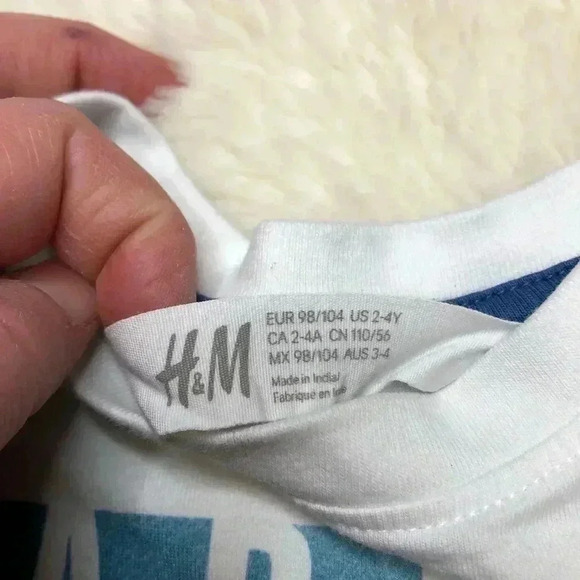 H&M
EUR 98/104 US 2-4Y
CA 2-4A CN 110/56
MX 98/104 AUS 3-4
Made in India/
Fabriqué en